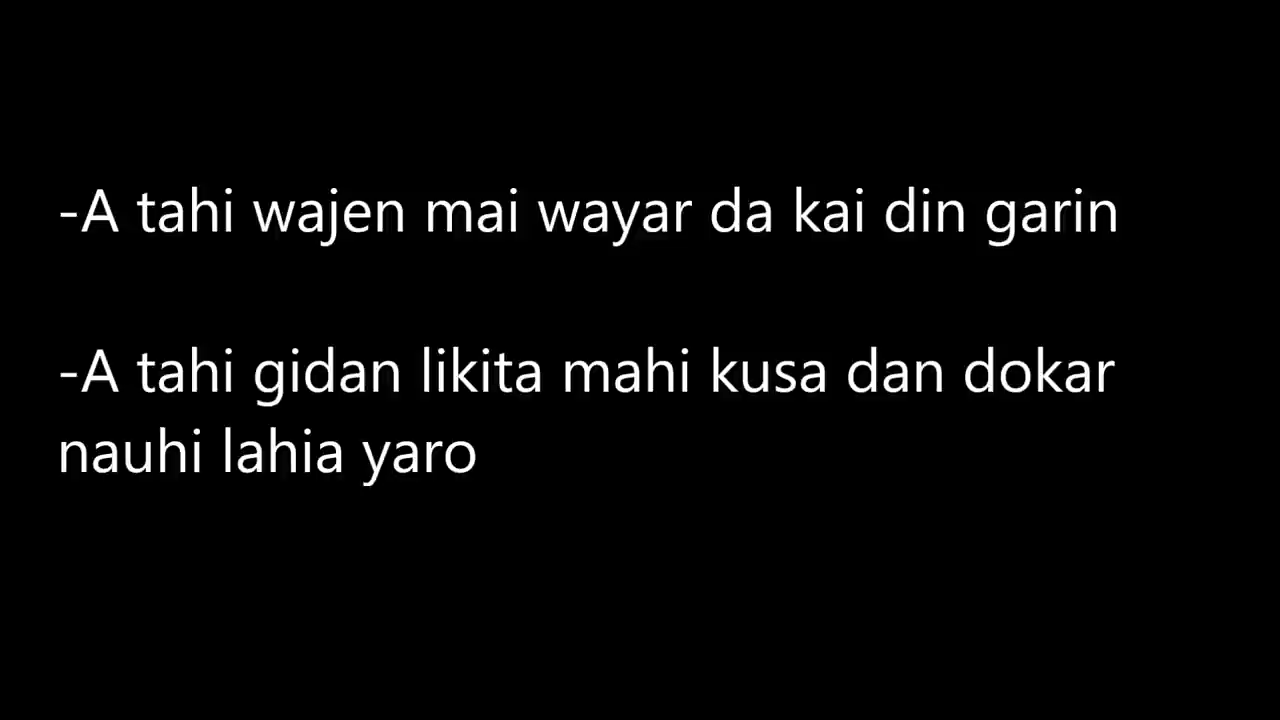 -A tahi wajen mai wayar da kai din garin
-A tahi gidan likita mahi kusa dan dokar
nauhi lahia yaro